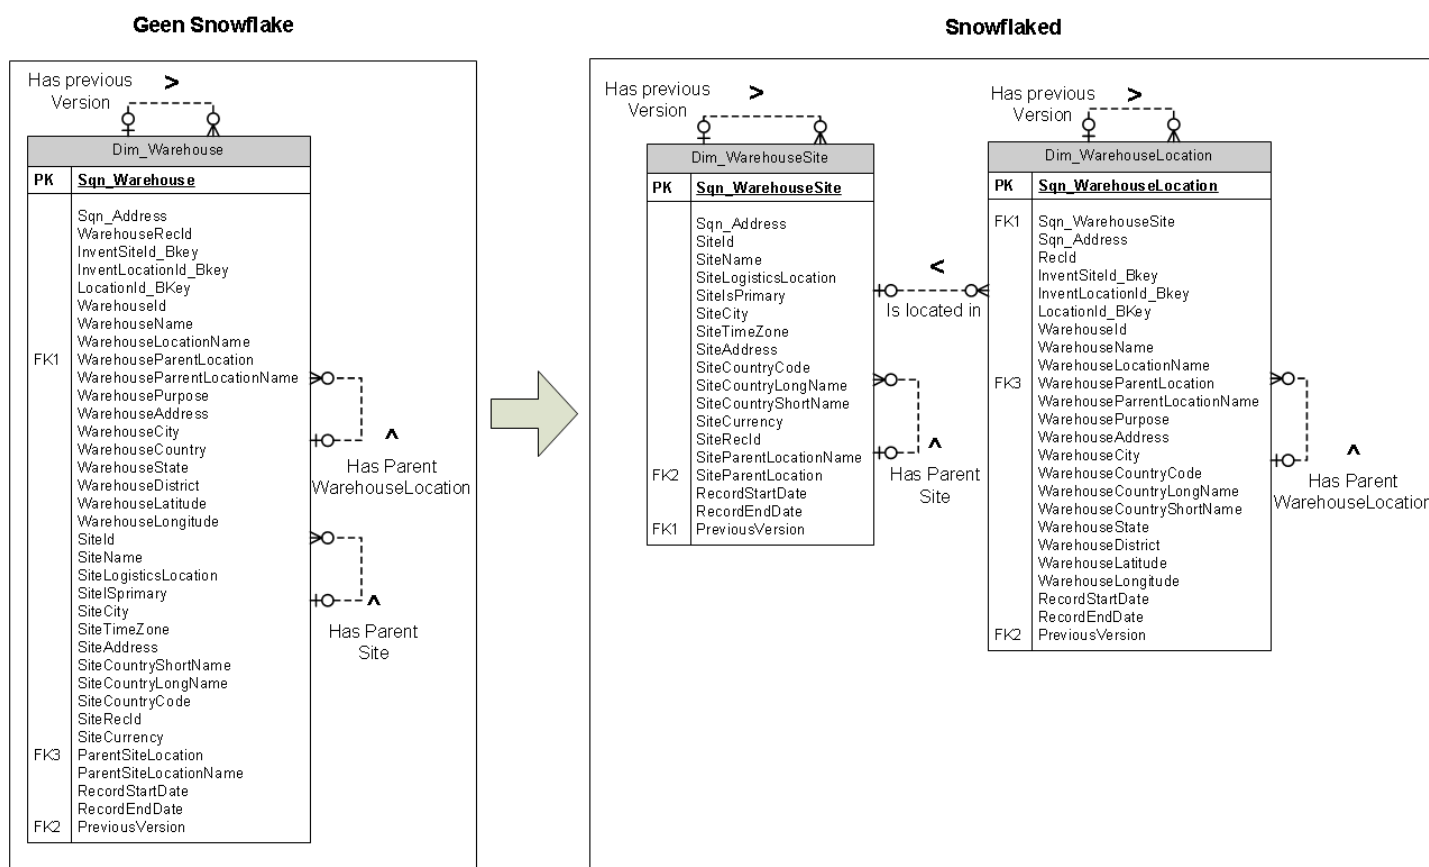 Geen Snowflake
Has previous
Version
>
Dim_Warehouse
PK Sqn_Warehouse
Sqn_Address
WarehouseRecId
InventSiteId_Bkey
InventLocationId_Bkey
LocationId_BKey
WarehouseId
WarehouseName
WarehouseLocationName
FK1 WarehouseParentLocation
WarehouseParrentLocationName
WarehousePurpose
WarehouseAddress
WarehouseCity
WarehouseCountry
WarehouseState
WarehouseDistrict
WarehouseLatitude
WarehouseLongitude
SiteId
SiteName
SiteLogisticsLocation
SiteISprimary
SiteCity
SiteTimeZone
SiteAddress
SiteCountryShortName
SiteCountryLongName
SiteCountryCode
SiteRecId
SiteCurrency
FK3 ParentSiteLocation
ParentSiteLocationName
RecordStartDate
RecordEndDate
FK2 PreviousVersion
^
Has Parent
WarehouseLocation
^
Has Parent
Site
Snowflaked
Has previous
Version
>
Dim_WarehouseSite
PK Sqn_WarehouseSite
Sqn_Address
SiteId
SiteName
SiteLogisticsLocation
SiteIsPrimary
SiteCity
SiteTimeZone
SiteAddress
SiteCountryCode
SiteCountryLongName
SiteCountryShortName
SiteCurrency
SiteRecId
SiteParentLocationName
FK2 SiteParentLocation
RecordStartDate
RecordEndDate
FK1 PreviousVersion
<
Is located in
^
Has Parent
Site
Has previous
Version
>
Dim_WarehouseLocation
PK Sqn_WarehouseLocation
FK1 Sqn_WarehouseSite
Sqn_Address
RecId
InventSiteId_Bkey
InventLocationId_Bkey
LocationId_BKey
WarehouseId
WarehouseName
WarehouseLocationName
FK3 WarehouseParentLocation
WarehouseParrentLocationName
WarehousePurpose
WarehouseAddress
WarehouseCity
WarehouseCountryCode
WarehouseCountryLongName
WarehouseCountryShortName
WarehouseState
WarehouseDistrict
WarehouseLatitude
WarehouseLongitude
RecordStartDate
RecordEndDate
FK2 PreviousVersion
^
Has Parent
WarehouseLocation